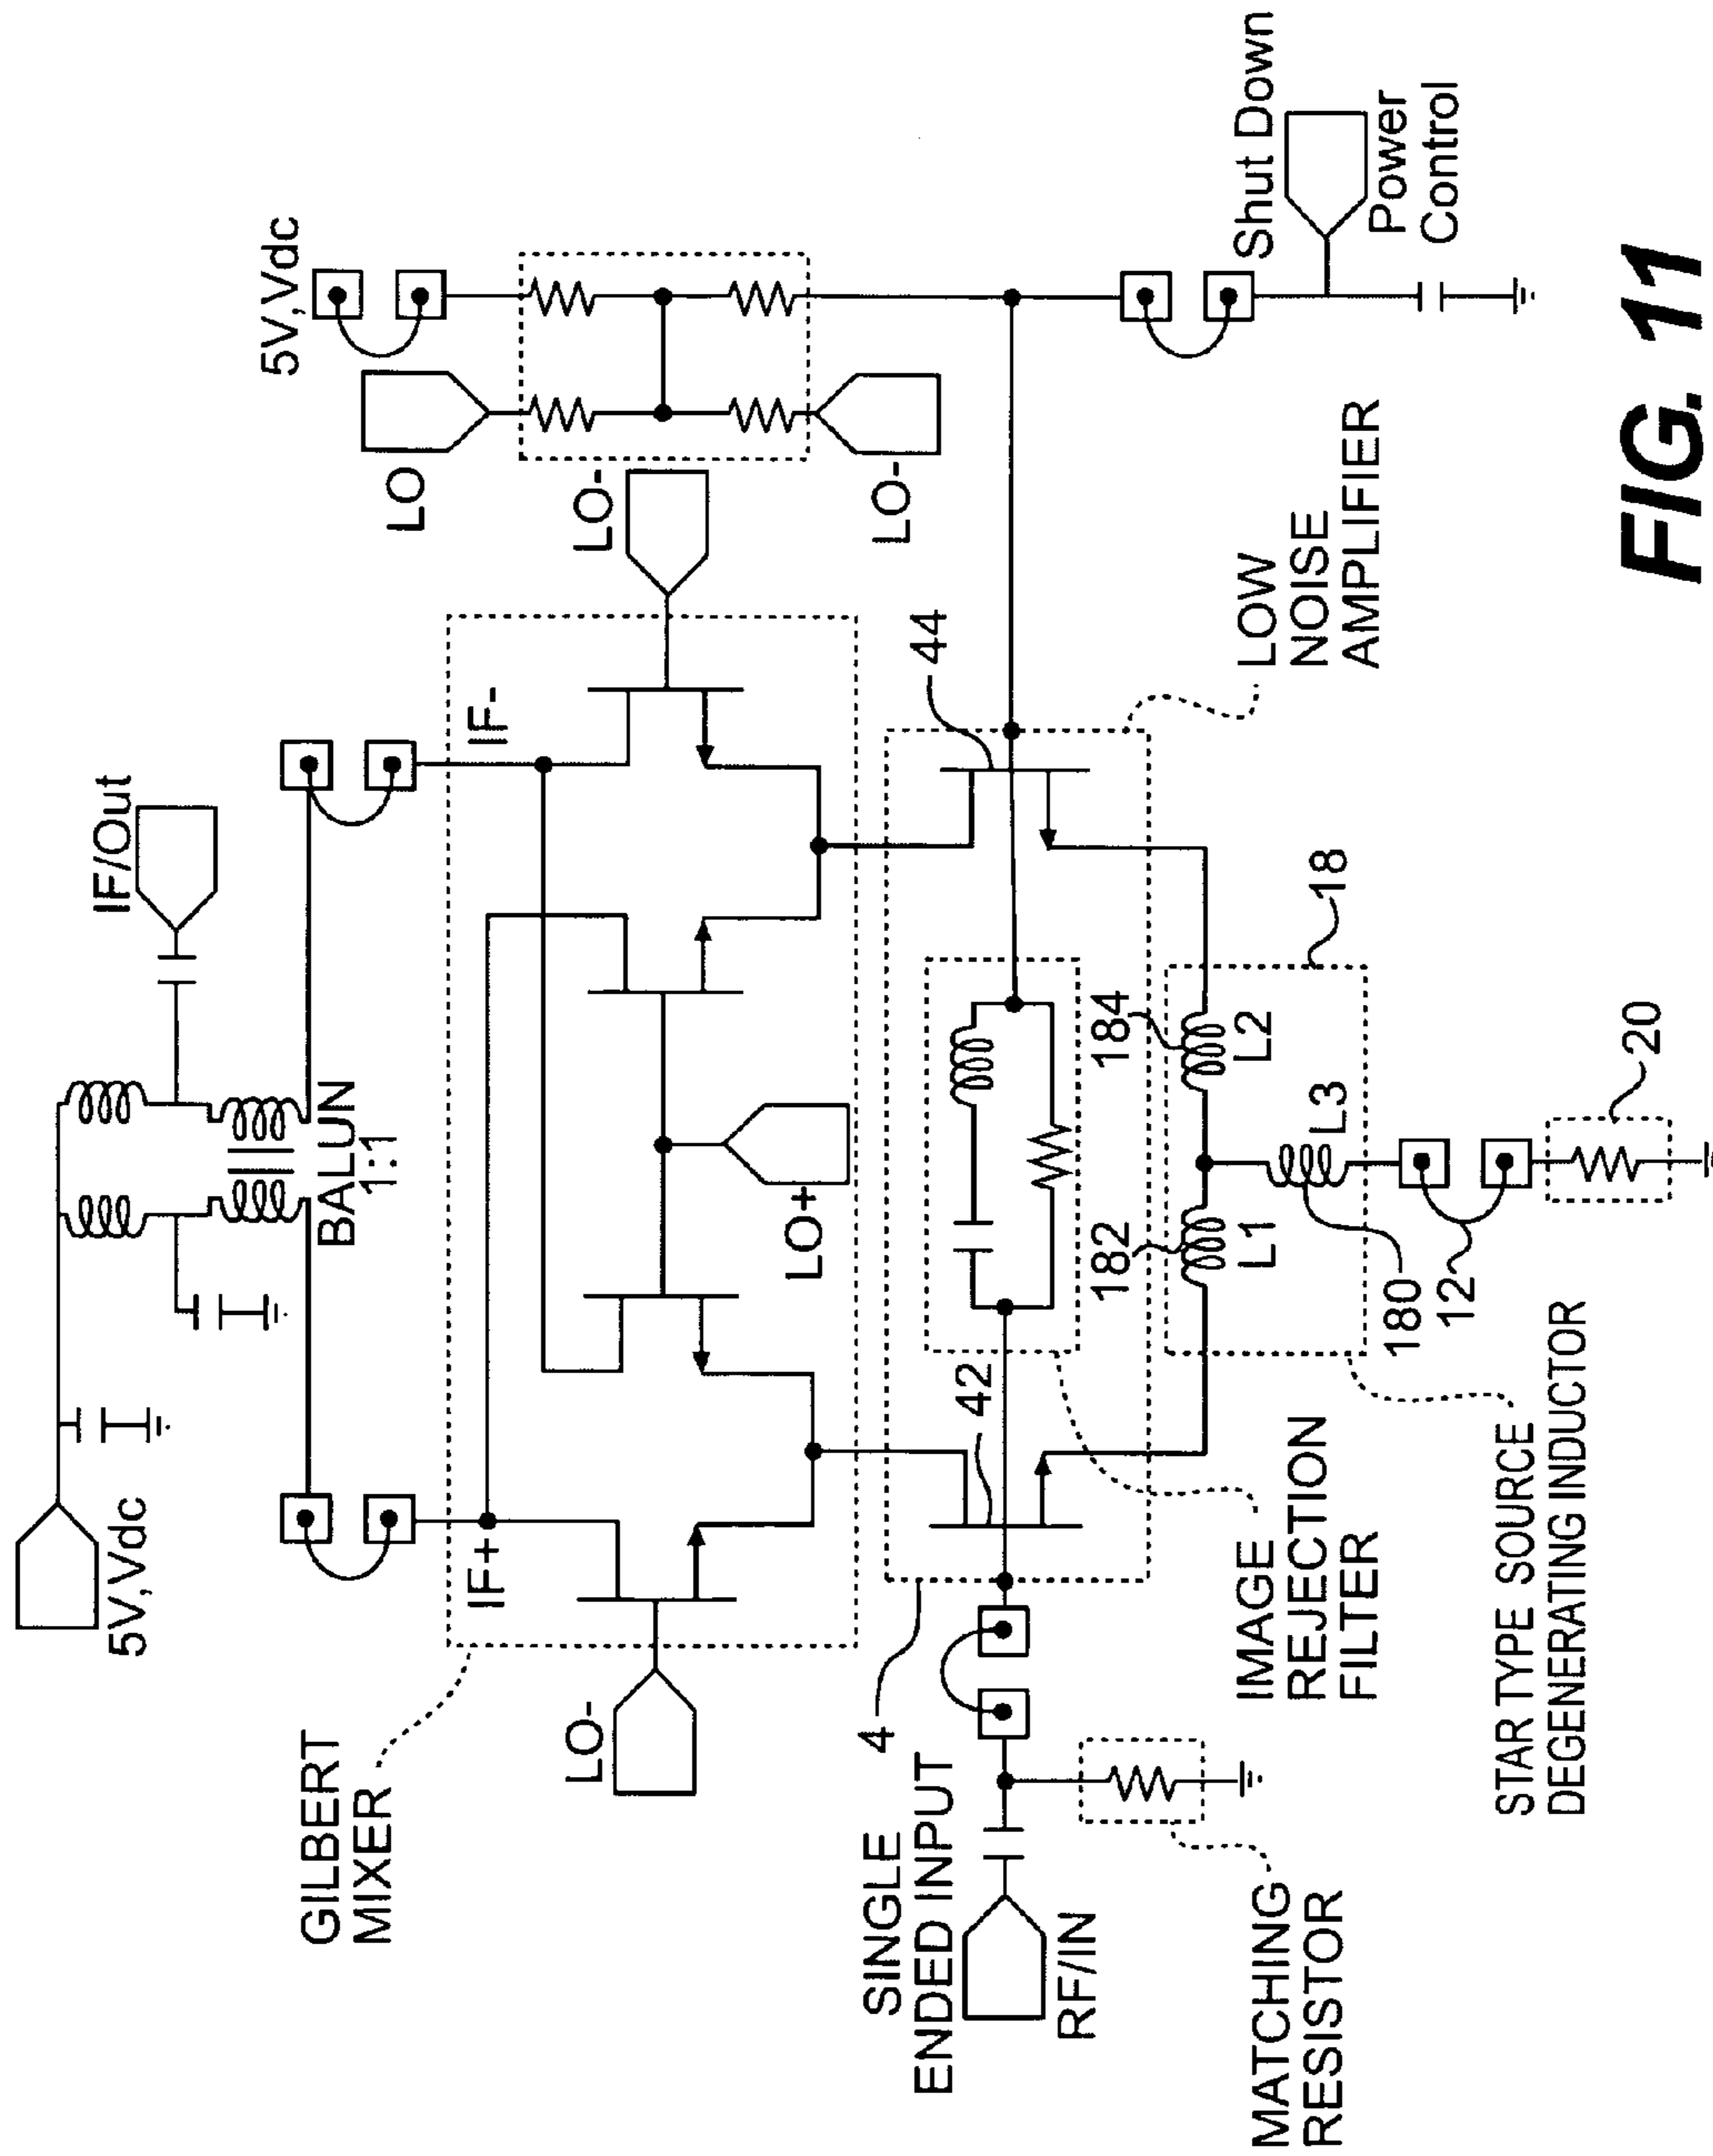 5V,Vdc
IF/Out
BALUN
1:1
5V,Vdc
LO
LO-
GILBERT
MIXER
IF+
IF-
LO-
LO-
LO+
SINGLE
ENDED INPUT
RF/IN
4
42
44
MATCHING
RESISTOR
IMAGE
REJECTION
FILTER
LOW
NOISE
AMPLIFIER
182
184
L1
L2
L3
18
180
12
20
START TYPE SOURCE
DEGENERATING INDUCTOR
Shut Down
Power
Control
FIG. 11